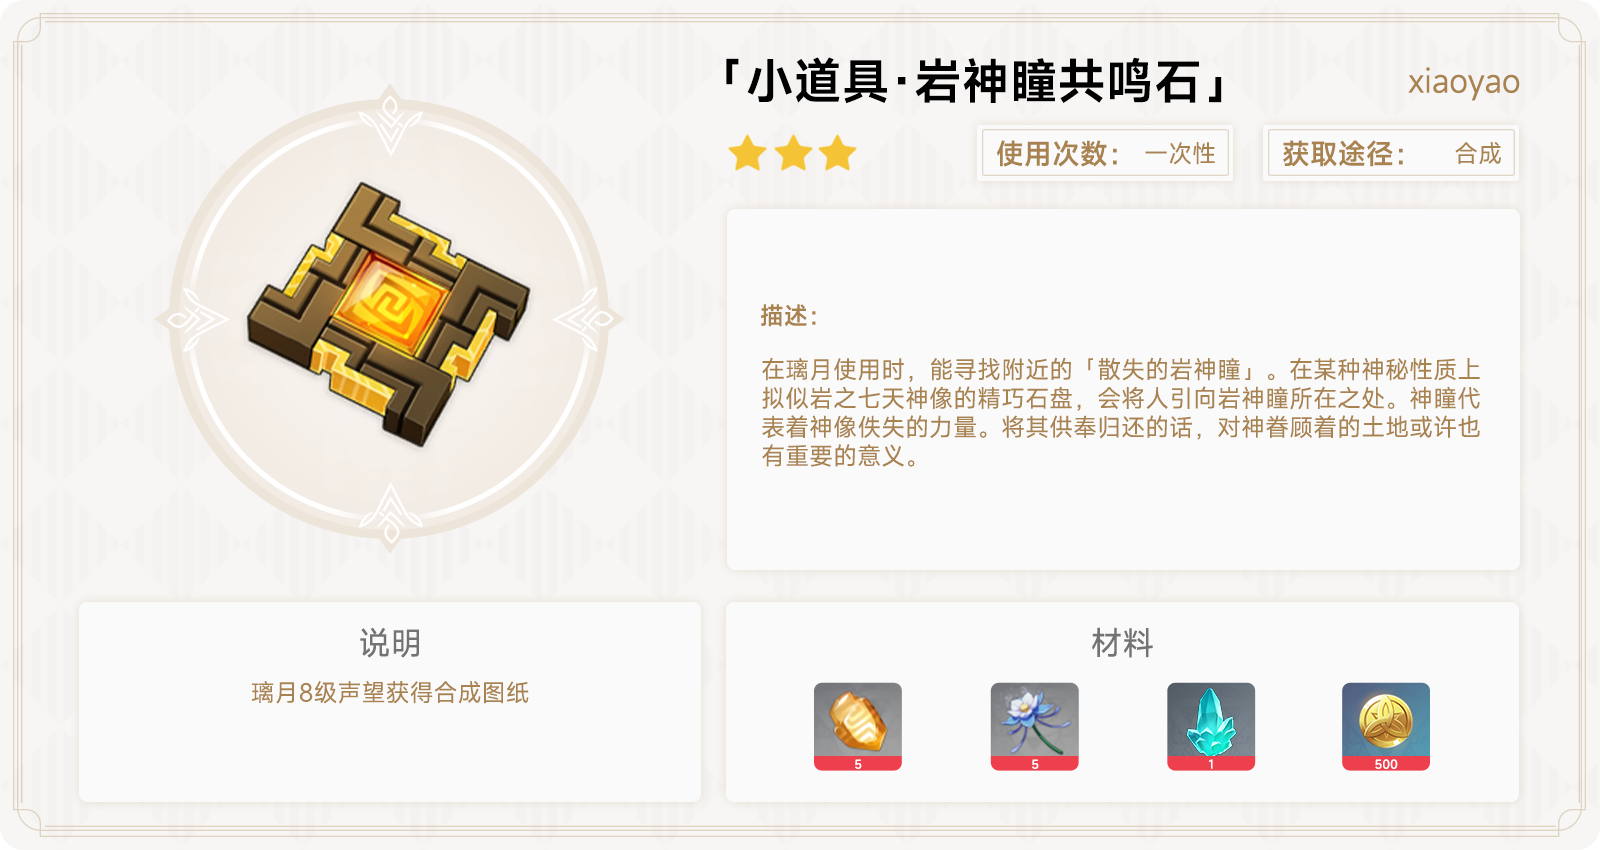 「小道具·岩神瞳共鸣石」
xiaoyao
使用次数： 一次性
获取途径： 合成
描述：
在璃月使用时，能寻找附近的「散失的岩神瞳」。在某种神秘性质上
拟似岩之七天神像的精巧石盘，会将人引向岩神瞳所在之处。神瞳代
表着神像佚失的力量。将其供奉归还的话，对神眷顾着的土地或许也
有重要的意义。
说明
璃月8级声望获得合成图纸
材料
5
5
1
500